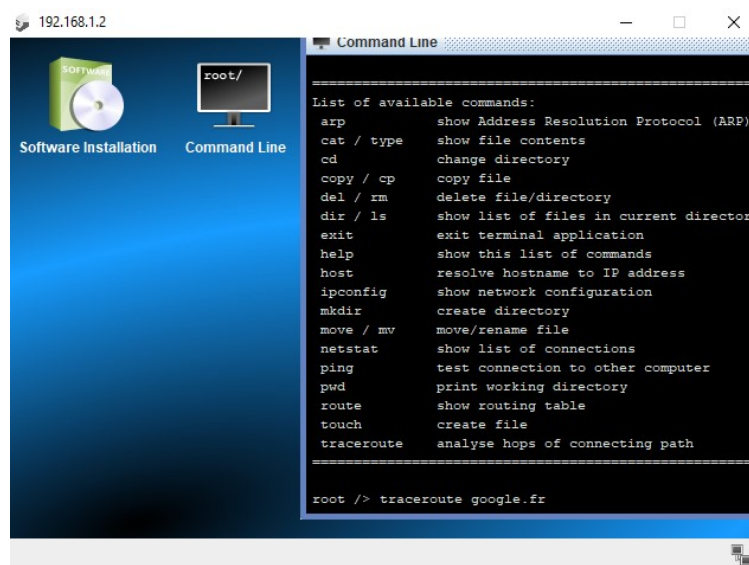 192.168.1.2
Command Line
SOFTWARE
root/
Software Installation
Command Line
List of available commands:
arp show Address Resolution Protocol (ARP)
cat / type show file contents
cd change directory
copy / cp copy file
del / rm delete file/directory
dir / ls show list of files in current director
exit exit terminal application
help show this list of commands
host resolve hostname to IP address
ipconfig show network configuration
mkdir create directory
move / mv move/rename file
netstat show list of connections
ping test connection to other computer
pwd print working directory
route show routing table
touch create file
traceroute analyse hops of connecting path
root /> traceroute google.fr